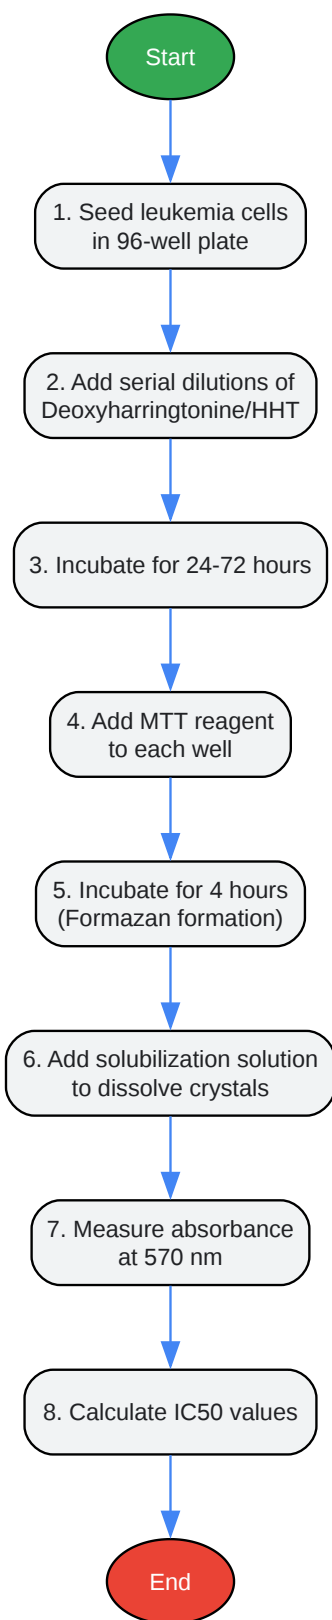 Start
1. Seed leukemia cells
in 96-well plate
2. Add serial dilutions of
Deoxyharringtonine/HHT
3. Incubate for 24-72 hours
4. Add MTT reagent
to each well
5. Incubate for 4 hours
(Formazan formation)
6. Add solubilization solution
to dissolve crystals
7. Measure absorbance
at 570 nm
8. Calculate IC50 values
End